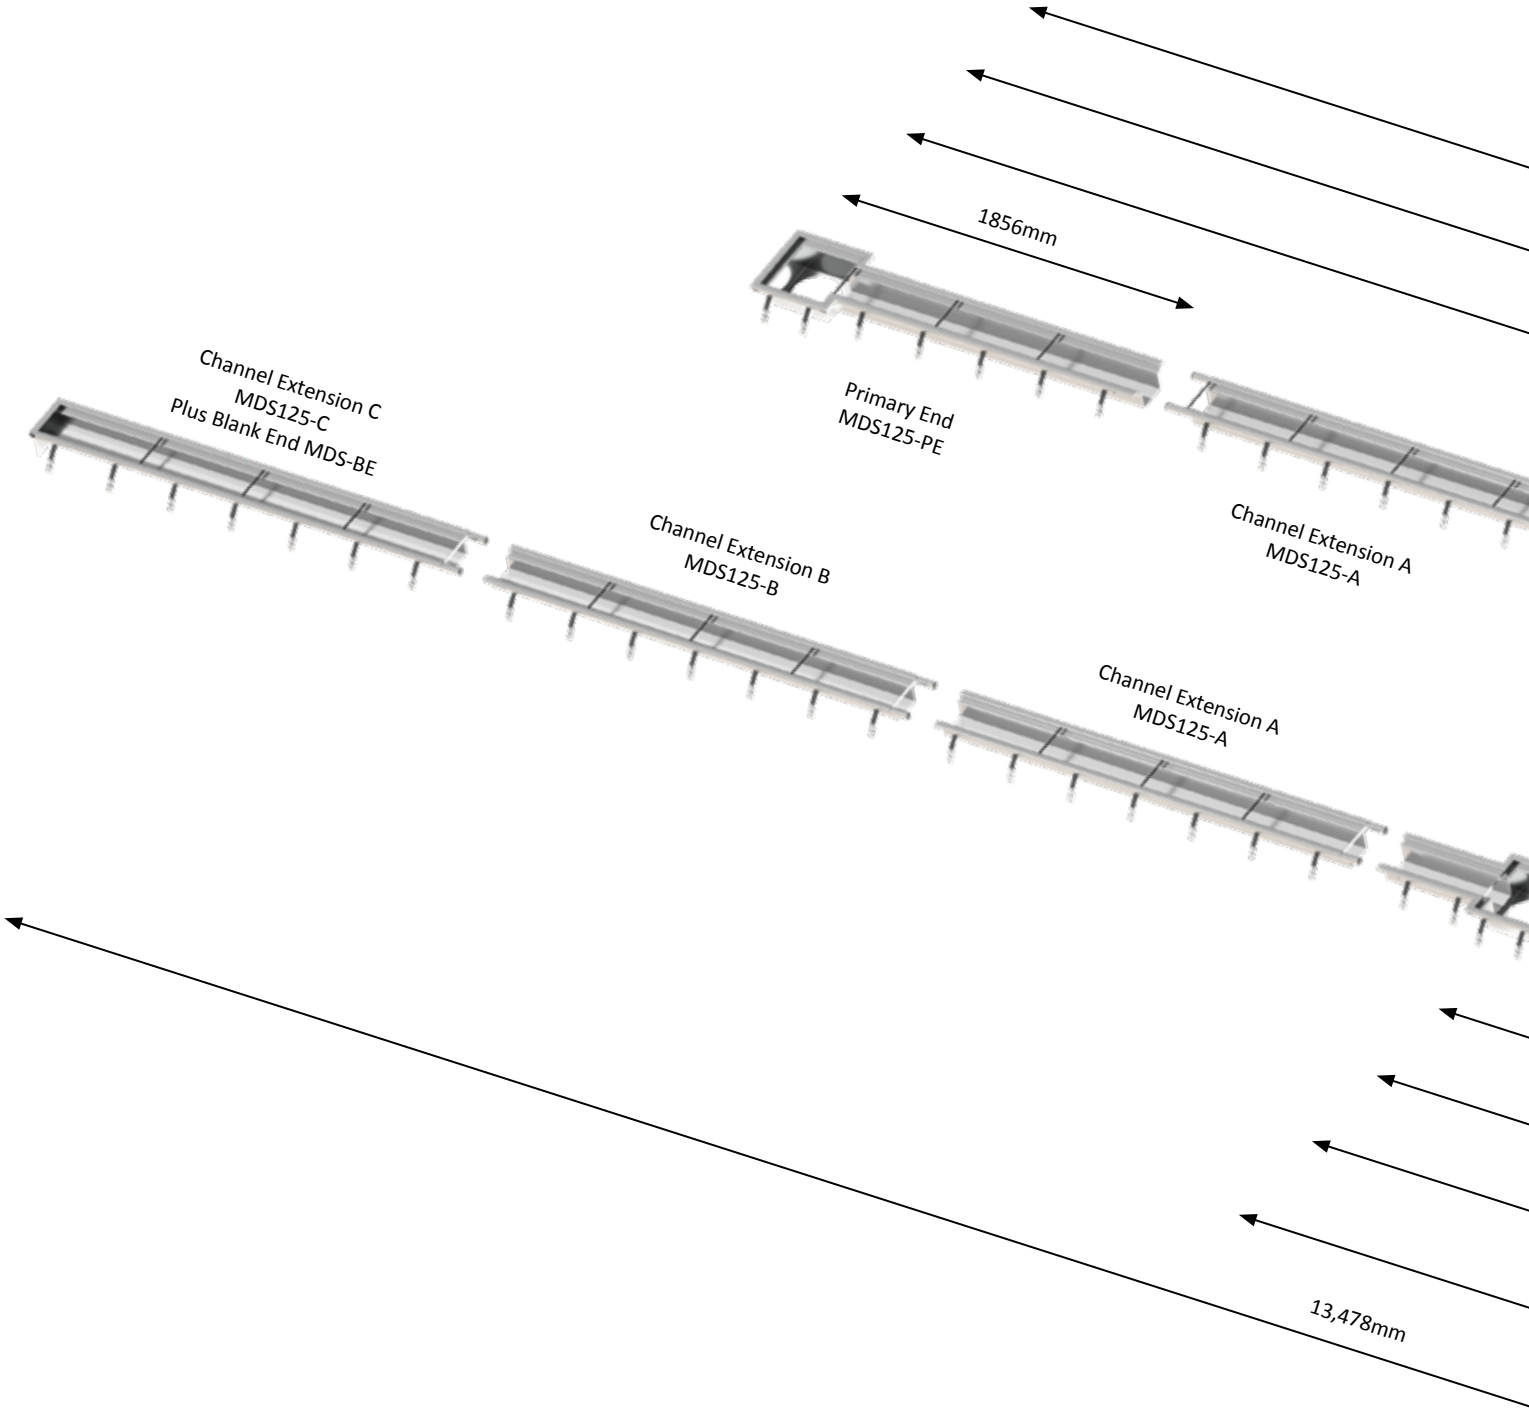 1856mm
Primary End
MDS125-PE
Channel Extension C
MDS125-C
Plus Blank End MDS-BE
Channel Extension A
MDS125-A
Channel Extension B
MDS125-B
Channel Extension A
MDS125-A
13,478mm